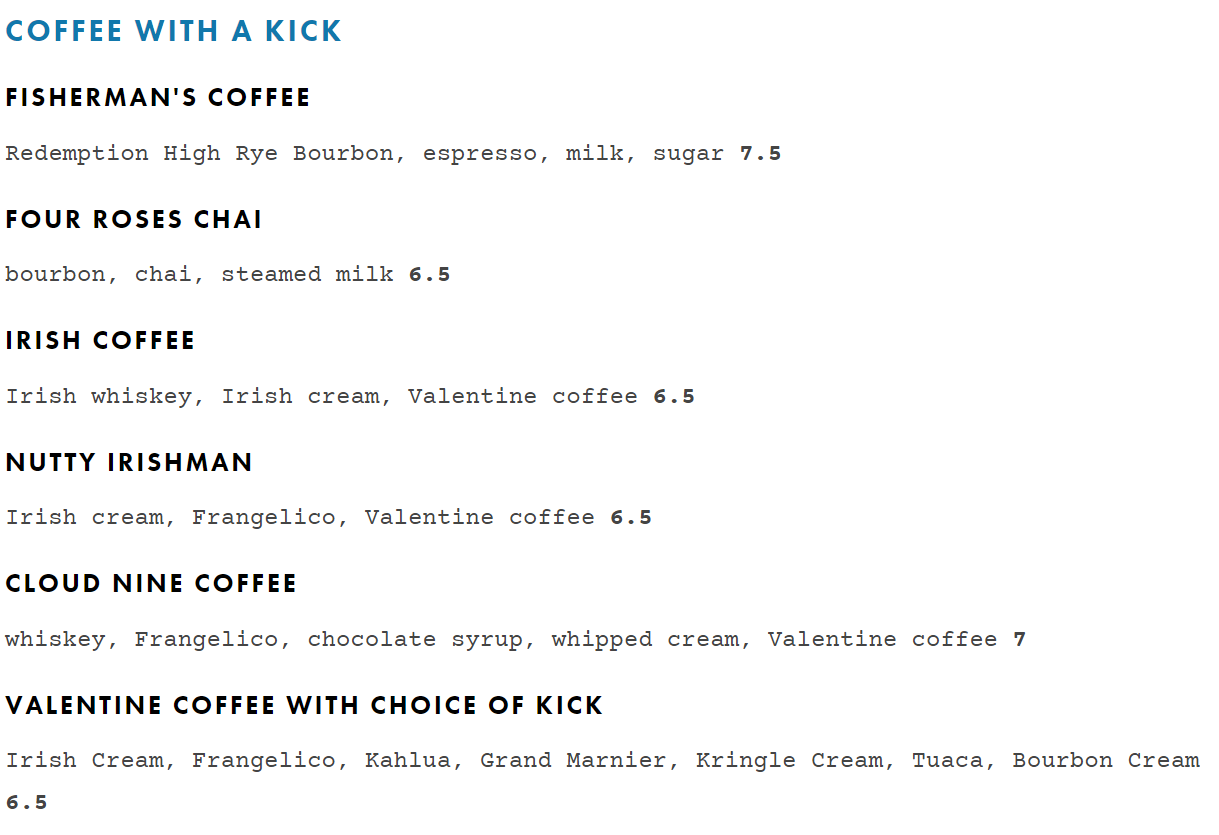 COFFEE WITH A KICK
FISHERMAN'S COFFEE
Redemption High Rye Bourbon, espresso, milk, sugar 7.5
FOUR ROSES CHAI
bourbon, chai, steamed milk 6.5
IRISH COFFEE
Irish whiskey, Irish cream, Valentine coffee 6.5
NUTTY IRISHMAN
Irish cream, Frangelico, Valentine coffee 6.5
CLOUD NINE COFFEE
whiskey, Frangelico, chocolate syrup, whipped cream, Valentine coffee 7
VALENTINE COFFEE WITH CHOICE OF KICK
Irish Cream, Frangelico, Kahlua, Grand Marnier, Kringle Cream, Tuaca, Bourbon Cream
6.5